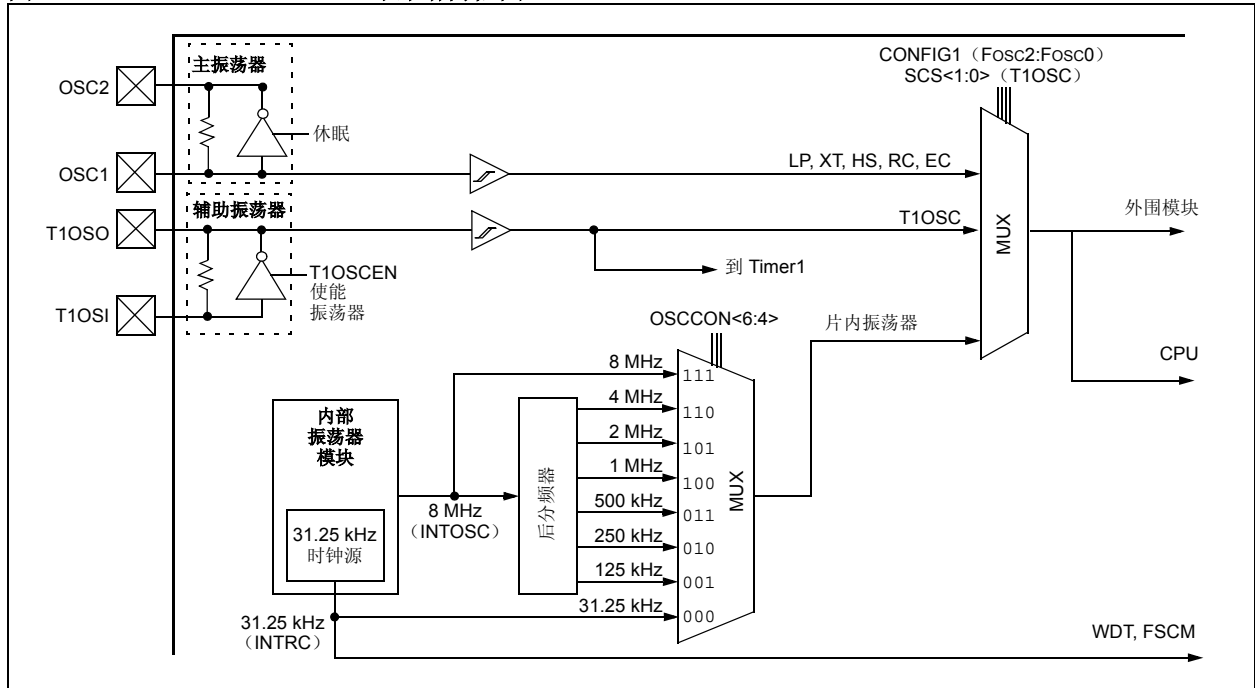 CONFIG1（FOSC2:FOSC0）
SCS<1:0>（T1OSC）
主振荡器
OSC2
休眠
OSC1
LP, XT, HS, RC, EC
辅助振荡器
T1OSO
T1OSC
外围模块
MUX
到 Timer1
T1OSCEN
使能
振荡器
T1OSI
OSCCON<6:4>
片内振荡器
CPU
8 MHz
111
4 MHz
110
内部
振荡器
模块
2 MHz
101
1 MHz
100
后分频器
MUX
8 MHz
（INTOSC）
500 kHz
011
31.25 kHz
时钟源
250 kHz
010
125 kHz
001
31.25 kHz
000
31.25 kHz
（INTRC）
WDT, FSCM